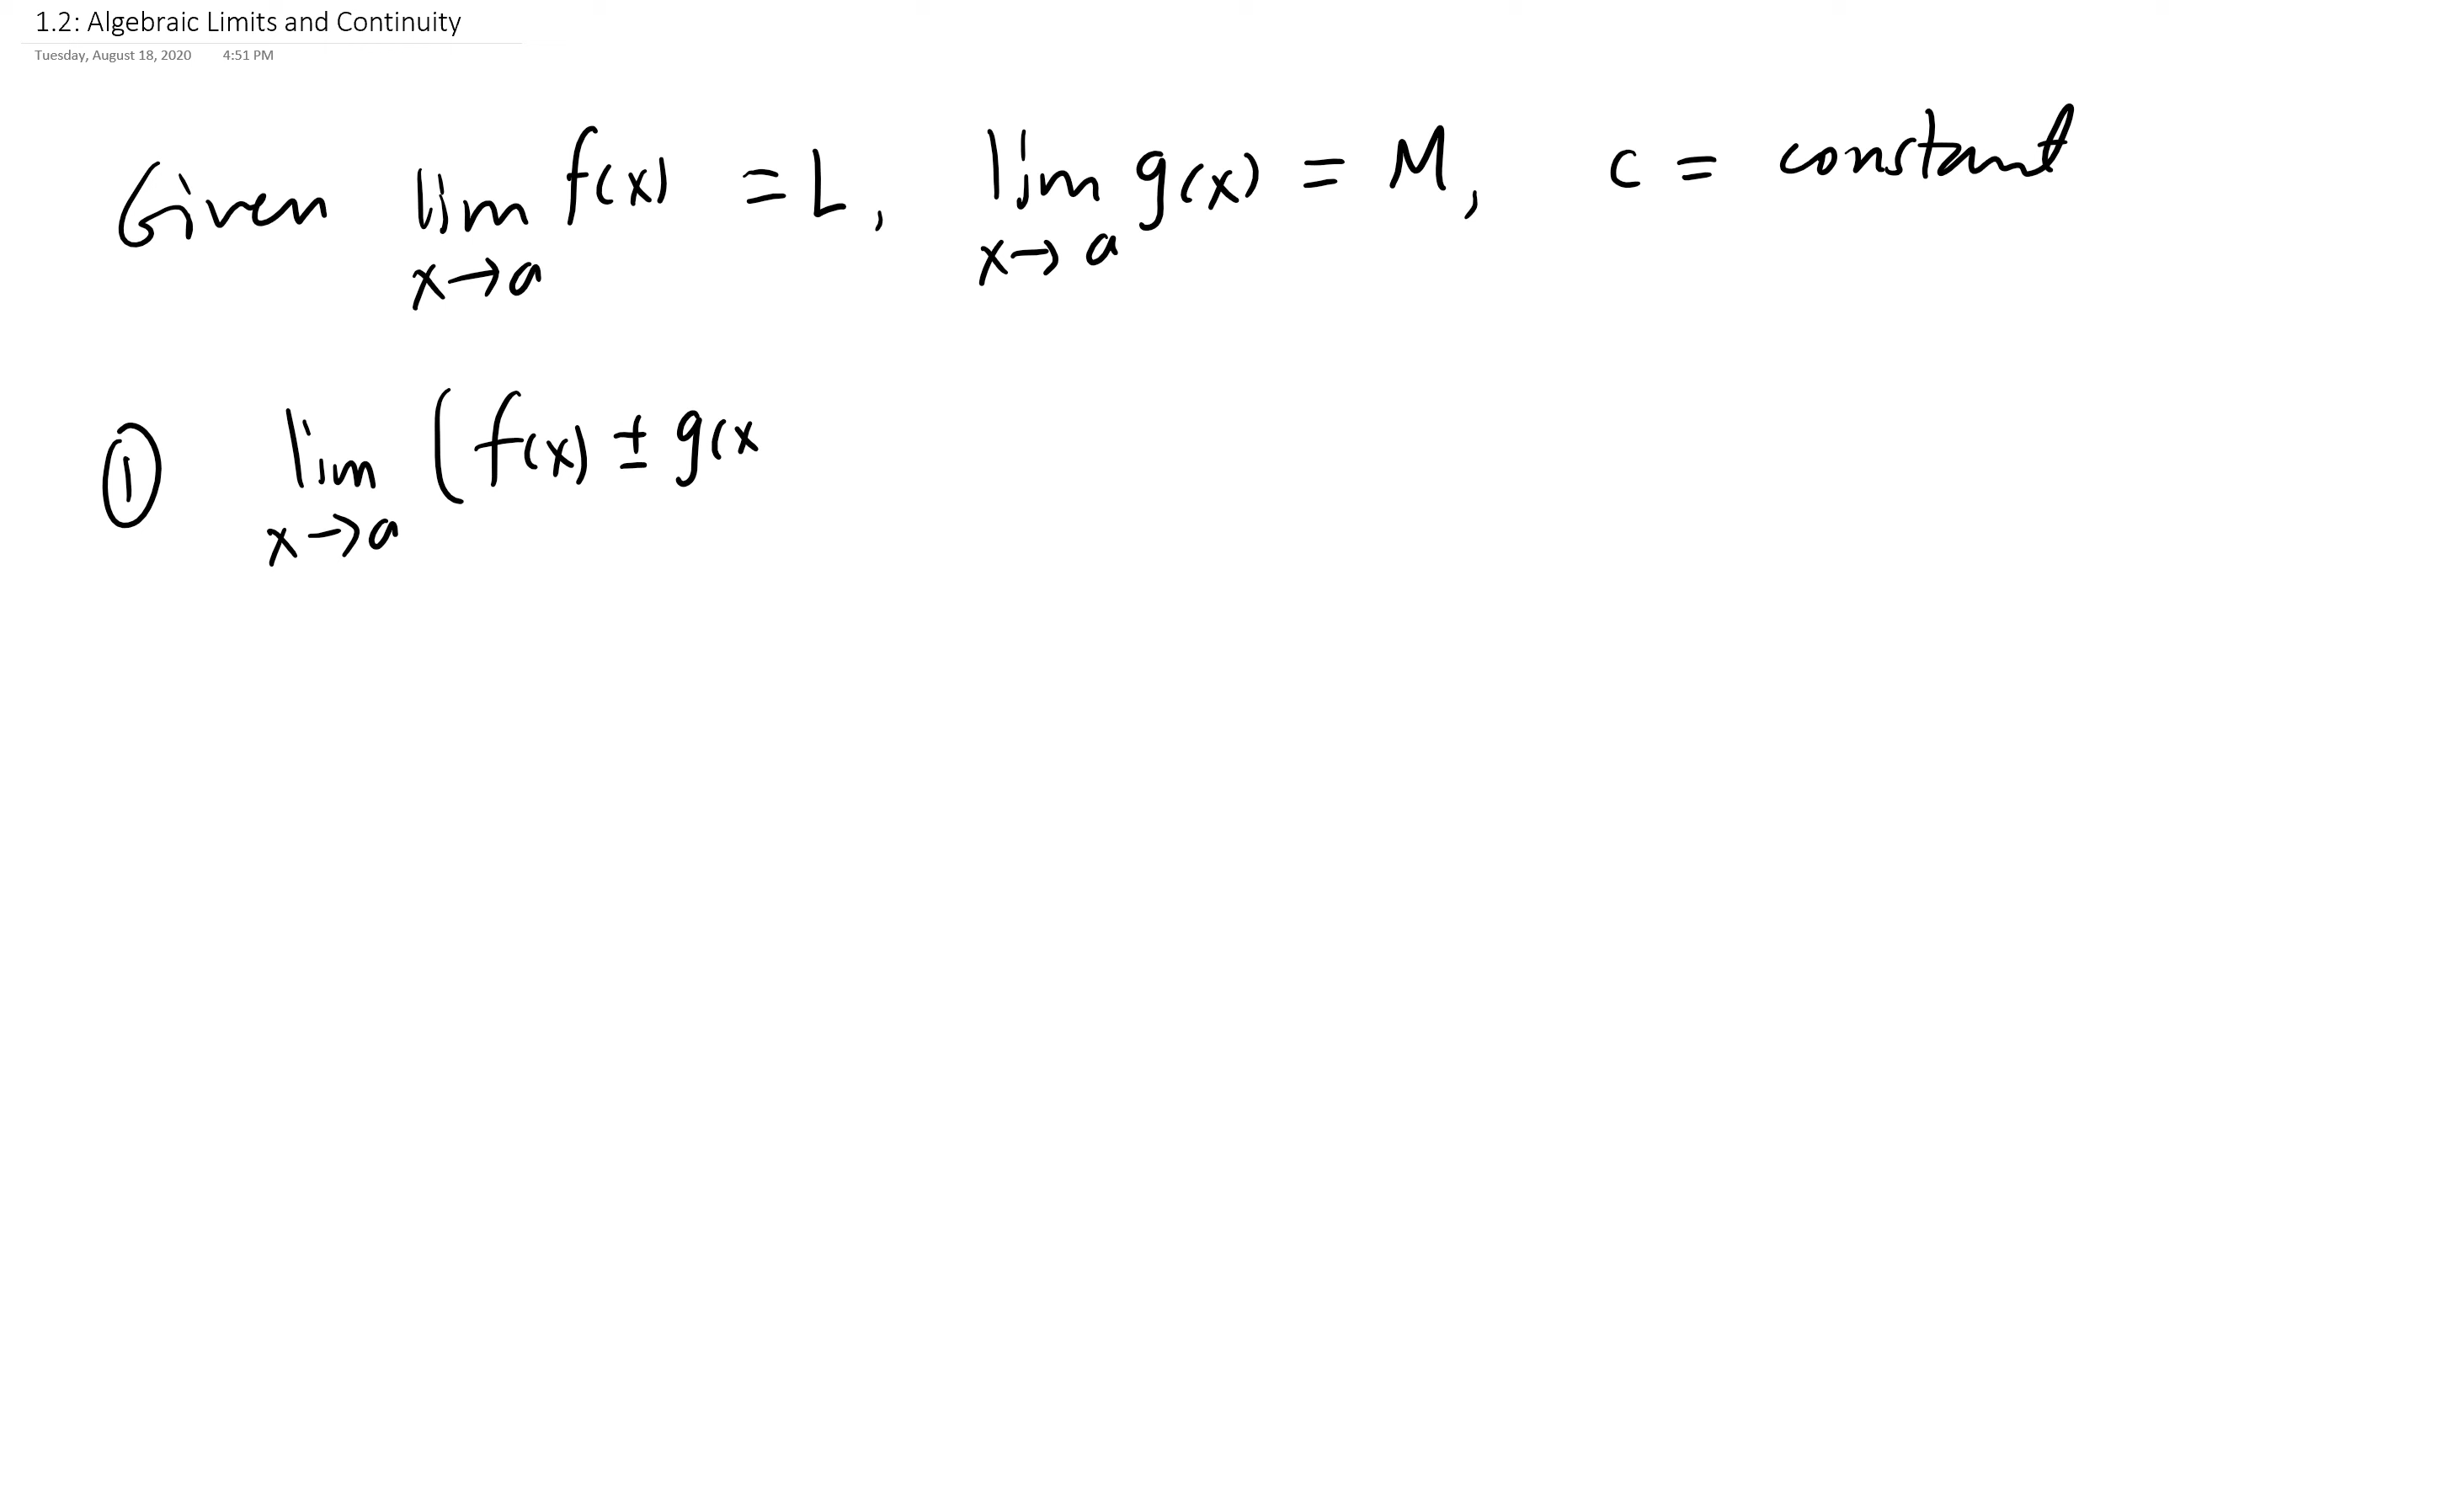 1.2: Algebraic Limits and Continuity
Tuesday, August 18, 2020 4:51 PM
Given lim f(x) = L, lim g(x) = M, c = constant
x→a x→a
① lim (f(x) ± g(x
x→a